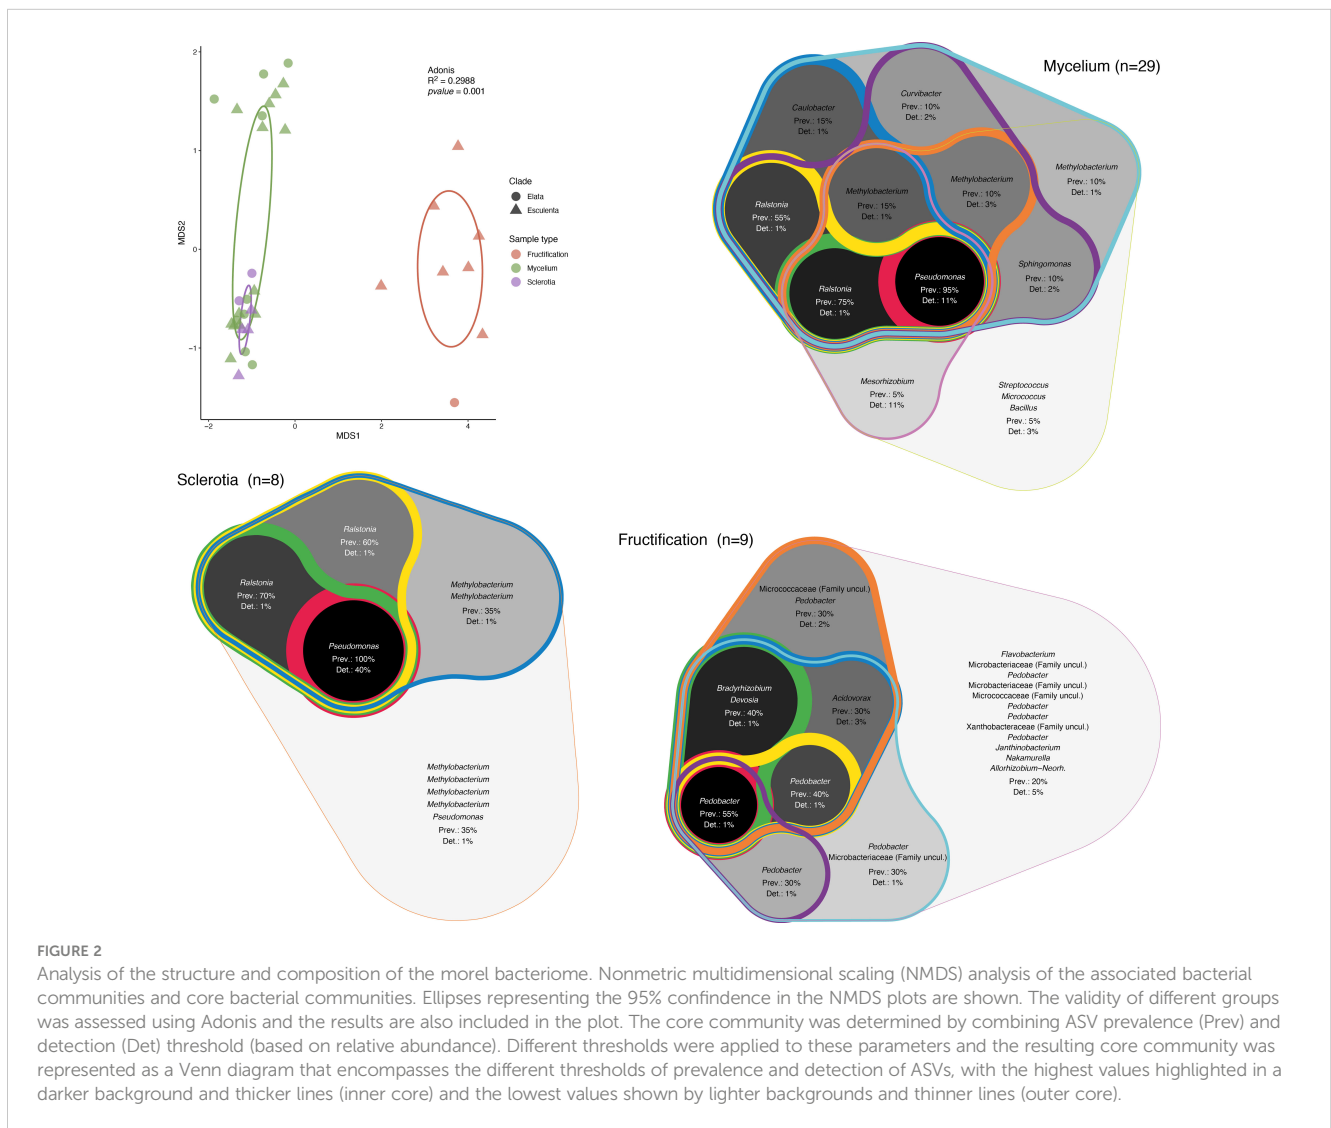 2
1
0
−1
MDS2
−2
0
2
4
MDS1
Adonis
R² = 0.2988
pvalue = 0.001
Clade
Elata
Esculenta
Sample type
Fructification
Mycelium
Sclerotia
Mycelium (n=29)
Caulobacter
Prev.: 15%
Det.: 1%
Curvibacter
Prev.: 10%
Det.: 2%
Methylobacterium
Prev.: 10%
Det.: 1%
Ralstonia
Prev.: 55%
Det.: 1%
Methylobacterium
Prev.: 15%
Det.: 1%
Methylobacterium
Prev.: 10%
Det.: 3%
Ralstonia
Prev.: 75%
Det.: 1%
Pseudomonas
Prev.: 95%
Det.: 11%
Sphingomonas
Prev.: 10%
Det.: 2%
Mesorhizobium
Prev.: 5%
Det.: 11%
Streptococcus
Micrococcus
Bacillus
Prev.: 5%
Det.: 3%
Sclerotia (n=8)
Ralstonia
Prev.: 60%
Det.: 1%
Ralstonia
Prev.: 70%
Det.: 1%
Methylobacterium
Methylobacterium
Prev.: 35%
Det.: 1%
Pseudomonas
Prev.: 100%
Det.: 40%
Methylobacterium
Methylobacterium
Methylobacterium
Methylobacterium
Pseudomonas
Prev.: 35%
Det.: 1%
Fructification (n=9)
Micrococcaceae (Family uncul.)
Pedobacter
Prev.: 30%
Det.: 2%
Bradyrhizobium
Devosia
Prev.: 40%
Det.: 1%
Acidovorax
Prev.: 30%
Det.: 3%
Pedobacter
Prev.: 55%
Det.: 1%
Pedobacter
Prev.: 40%
Det.: 1%
Pedobacter
Prev.: 30%
Det.: 1%
Pedobacter
Microbacteriaceae (Family uncul.)
Prev.: 30%
Det.: 1%
Flavobacterium
Microbacteriaceae (Family uncul.)
Pedobacter
Microbacteriaceae (Family uncul.)
Micrococcaceae (Family uncul.)
Pedobacter
Pedobacter
Xanthobacteraceae (Family uncul.)
Pedobacter
Janthinobacterium
Nakamurella
Allorhizobium−Neorh.
Prev.: 20%
Det.: 5%
FIGURE 2
Analysis of the structure and composition of the morel bacteriome. Nonmetric multidimensional scaling (NMDS) analysis of the associated bacterial
communities and core bacterial communities. Ellipses representing the 95% confindence in the NMDS plots are shown. The validity of different groups
was assessed using Adonis and the results are also included in the plot. The core community was determined by combining ASV prevalence (Prev) and
detection (Det) threshold (based on relative abundance). Different thresholds were applied to these parameters and the resulting core community was
represented as a Venn diagram that encompasses the different thresholds of prevalence and detection of ASVs, with the highest values highlighted in a
darker background and thicker lines (inner core) and the lowest values shown by lighter backgrounds and thinner lines (outer core).